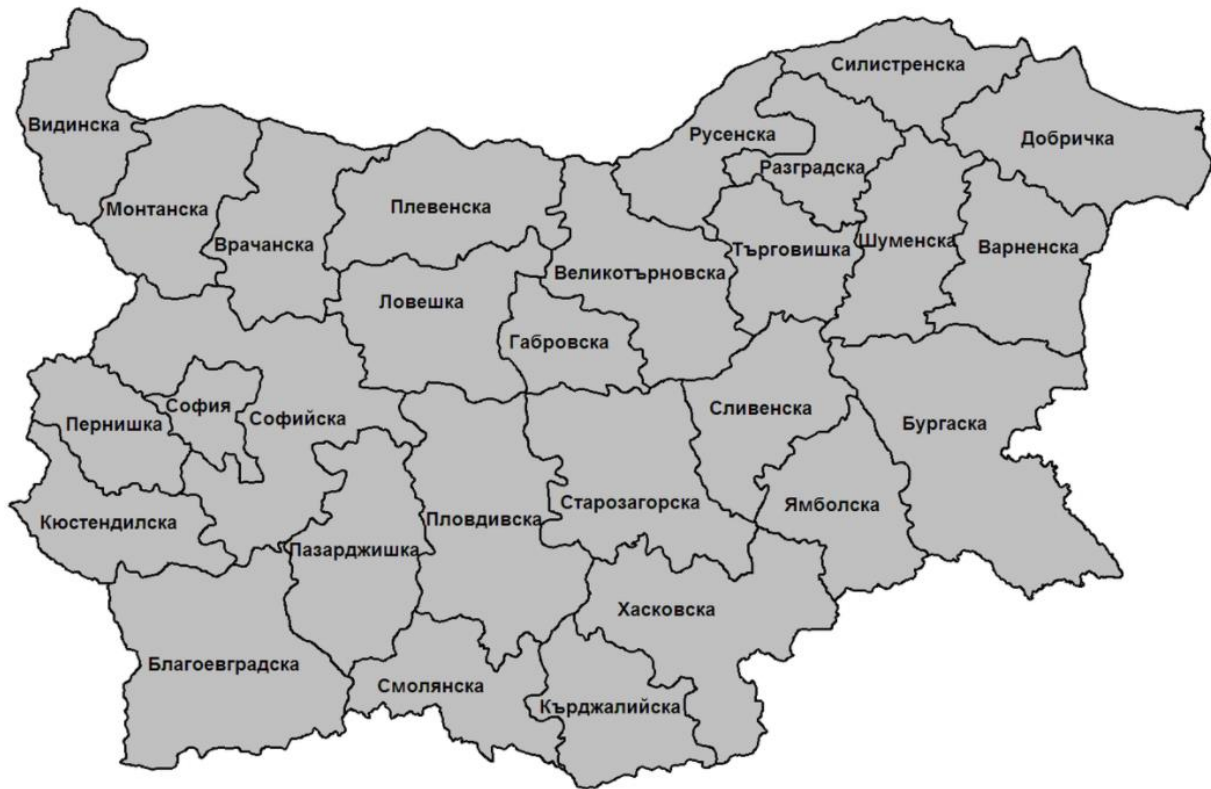 Силистренска
Видинска
Русенска
Добричка
Разградска
Монтанска
Плевенска
Врачанска
Търговишка
Шуменска
Варненска
Великотърновска
Ловешка
Габровска
София
Сливенска
Пернишка
Софийска
Бургаска
Старозагорска
Ямболска
Кюстендилска
Пловдивска
Пазарджишка
Хасковска
Благоевградска
Смолянска
Кърджалийска